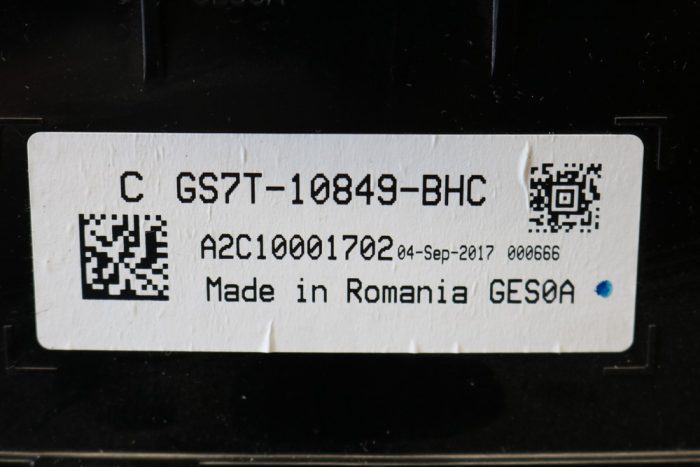 C GS7T-10849-BHC
A2C10001702 04-Sep-2017 000666
Made in Romania GES0A